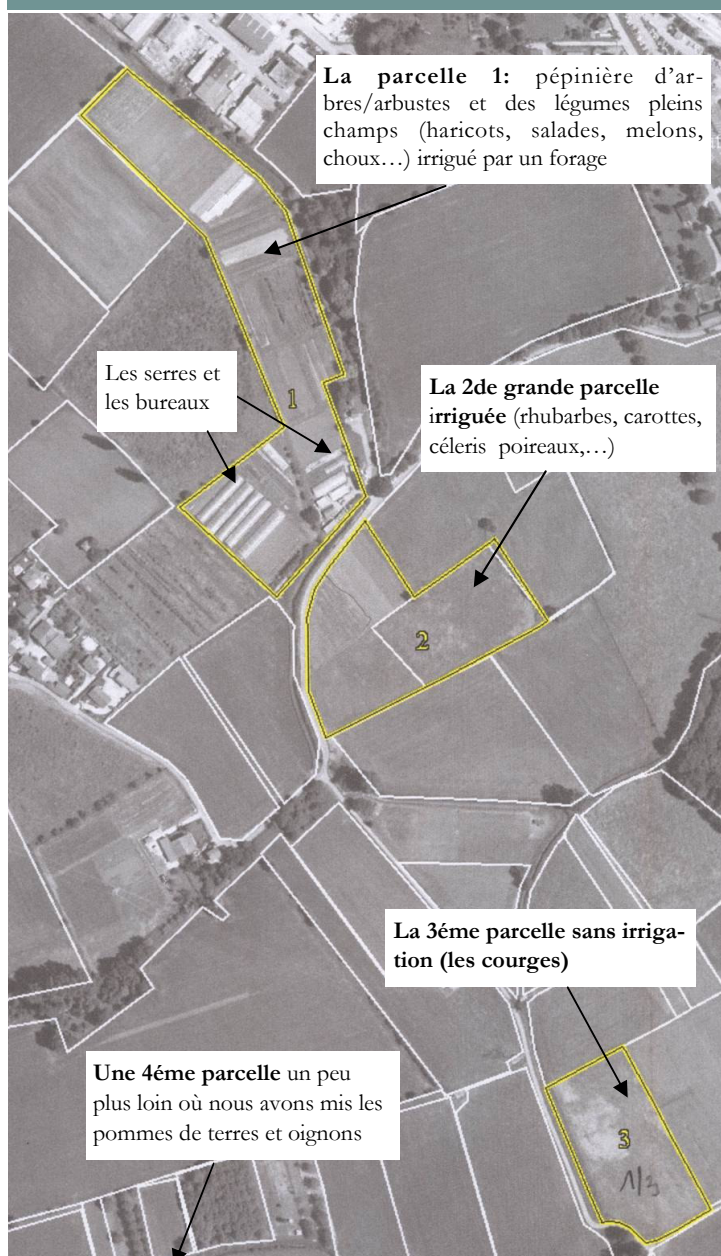 La parcelle 1: pépinière d'ar-
bres/arbustes et des légumes pleins
champs (haricots, salades, melons,
choux…) irrigué par un forage
Les serres et
les bureaux
1
La 2de grande parcelle
irriguée (rhubarbes, carottes,
céleris poireaux,…)
2
La 3éme parcelle sans irriga-
tion (les courges)
Une 4éme parcelle un peu
plus loin où nous avons mis les
pommes de terres et oignons
3
1/3